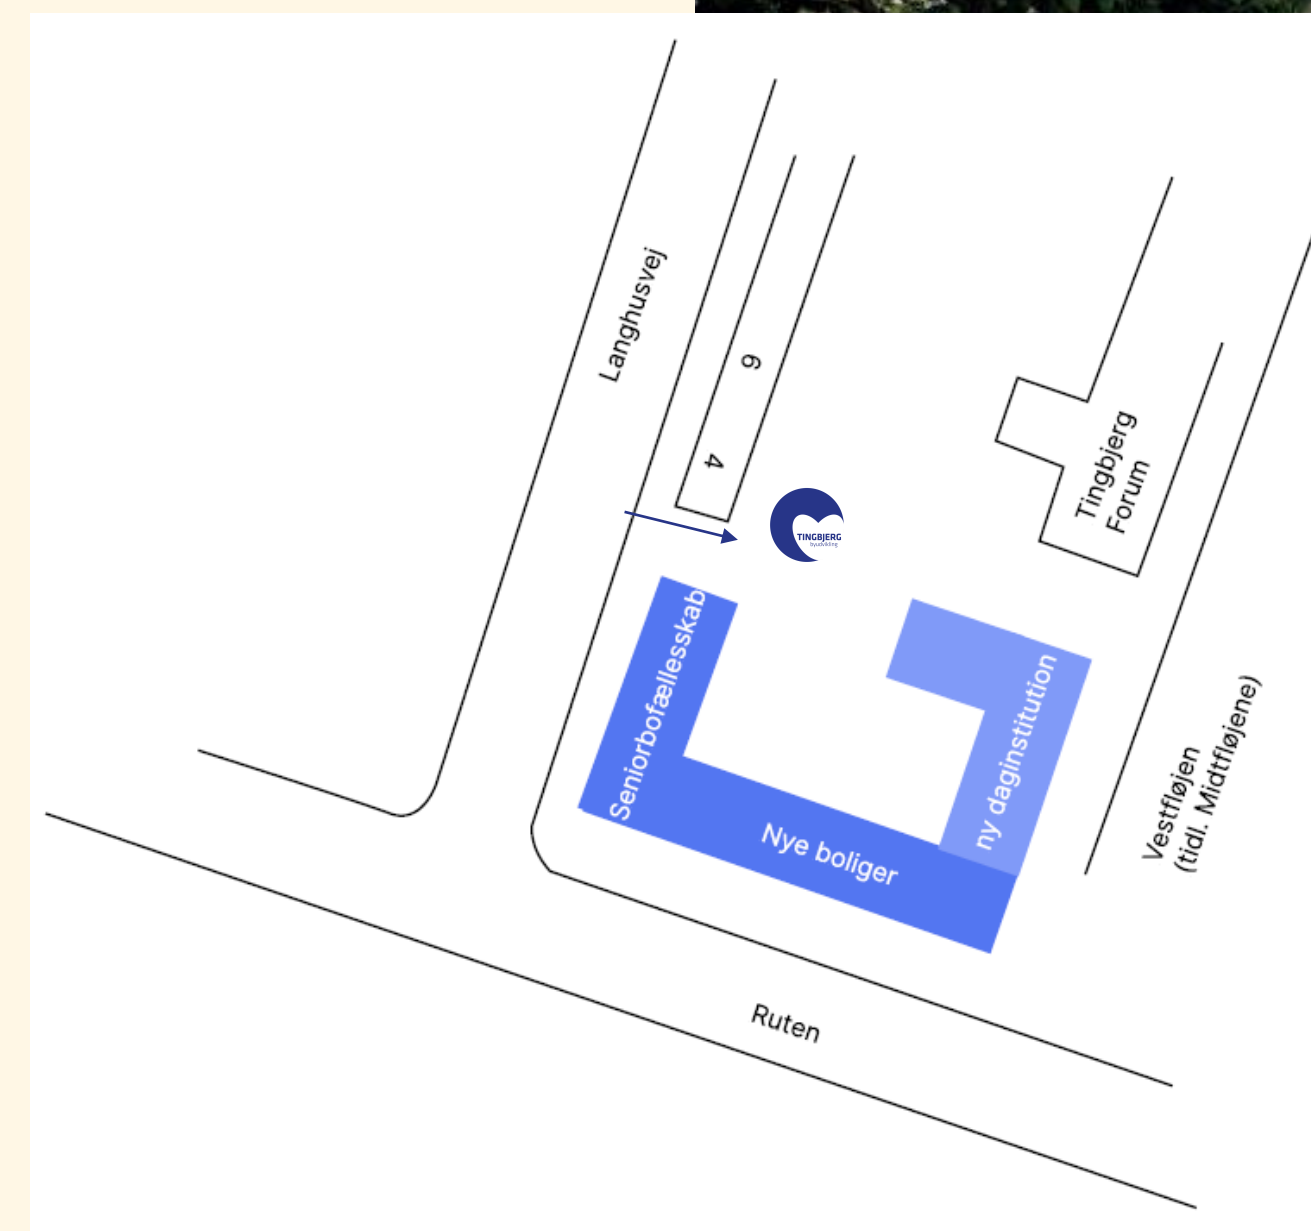 Langhusvej
6
4
Tingbjerg
Forum
TINGBJERG
byudvikling
Seniorbofællesskab
ny daginstitution
Nye boliger
Vestfløjen
(tidl. Midtfløjene)
Ruten